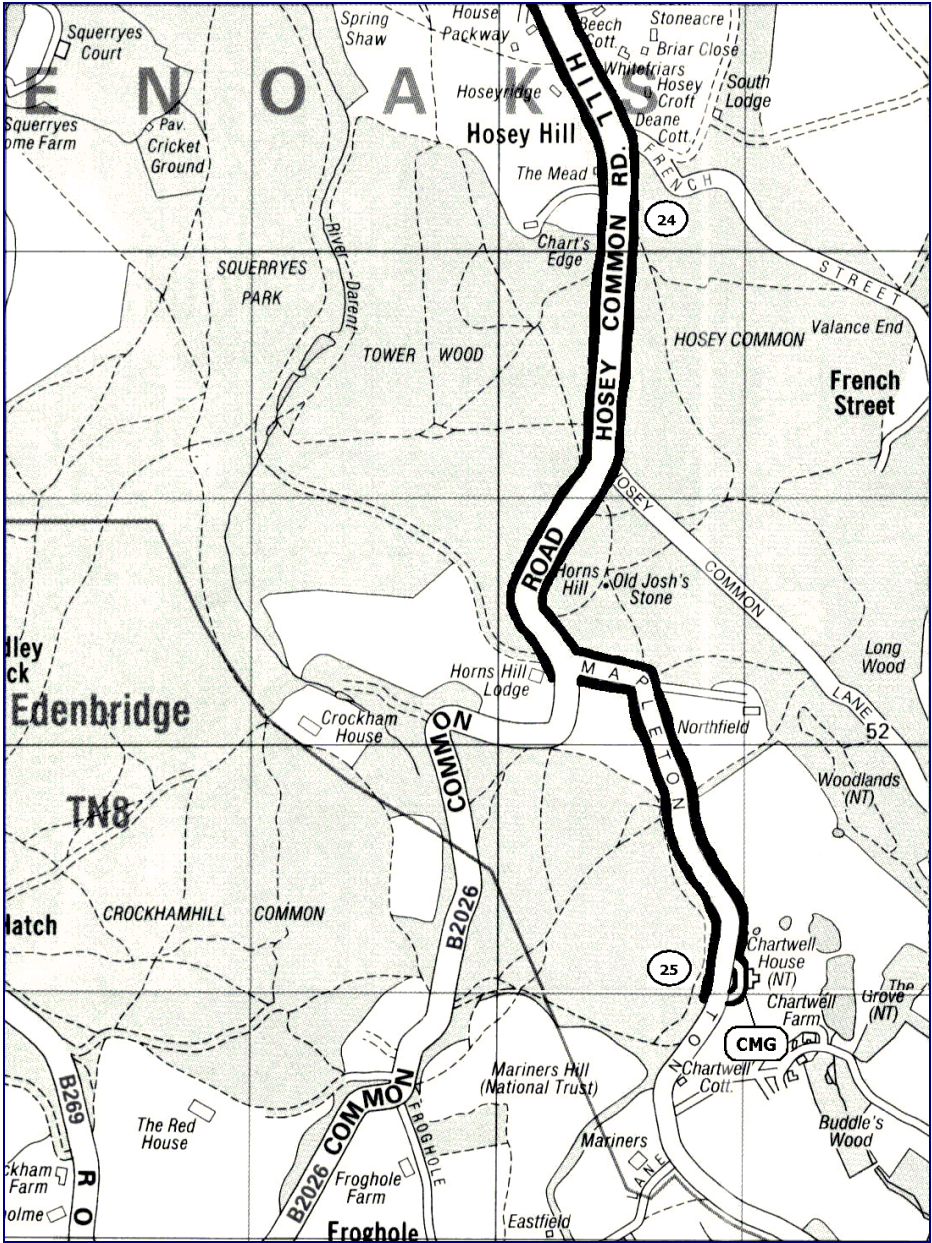 Squerryes
Court
Spring
Shaw
House
Packway
Beech
Cott.
Stoneacre
Briar Close
Whitefriars
Hosey
Croft
Deane
Cott.
South
Lodge
ENOAKS
Hoseyridge
HILL
Squerryes
ome Farm
Pav.
Cricket
Ground
Hosey Hill
The Mead
FRENCH
STREET
24
HOSEY COMMON RD.
Chart's
Edge
River Darent
SQUERRYES
PARK
TOWER WOOD
HOSEY COMMON
Valance End
French
Street
HOSEY COMMON LANE
ROAD
Horns
Hill
Old Josh's
Stone
Long
Wood
dley
ck
Edenbridge
Horns Hill
Lodge
MAPLETON
Crockham
House
COMMON
Northfield
52
Woodlands
(NT)
TN8
Hatch
CROCKHAMHILL COMMON
B2026
25
Chartwell
House
(NT)
Chartwell
Farm
The
Grove
(NT)
CMG
TON
Chartwell
Cott.
Mariners Hill
(National Trust)
B269
RO
COMMON
B2026
The Red
House
FROGHOLE
Mariners
LANE
Buddle's
Wood
ckham
Farm
Froghole
Farm
olme
Eastfield
Froghole